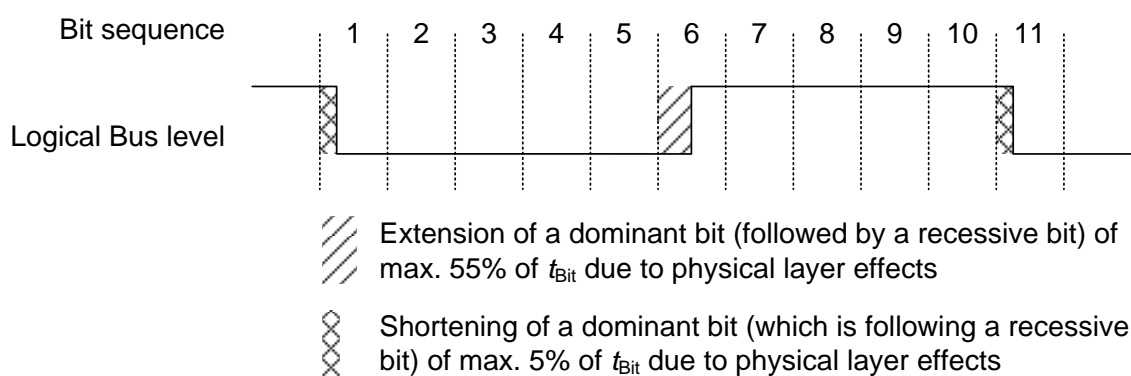 Bit sequence 1 2 3 4 5 6 7 8 9 10 11
Logical Bus level
Extension of a dominant bit (followed by a recessive bit) of
max. 55% of tBit due to physical layer effects
Shortening of a dominant bit (which is following a recessive
bit) of max. 5% of tBit due to physical layer effects